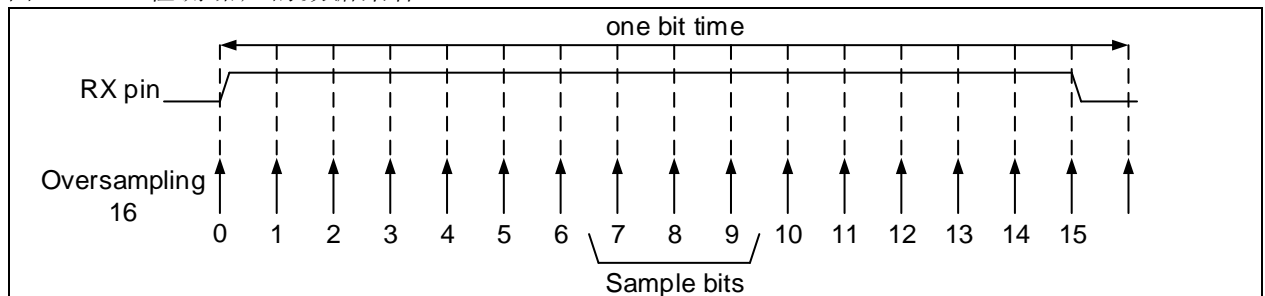 one bit time
RX pin
Oversampling
16
0 1 2 3 4 5 6 7 8 9 10 11 12 13 14 15
Sample bits